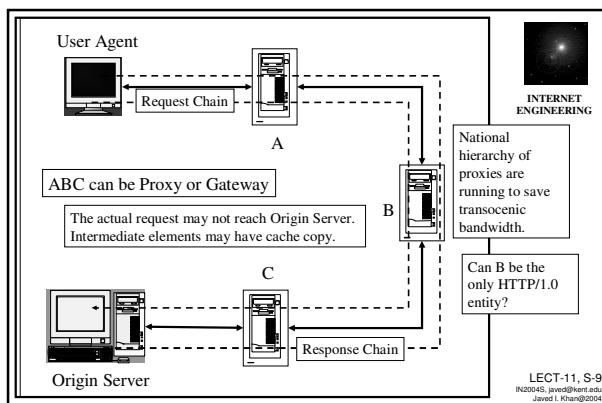 User Agent
Request Chain
A
INTERNET
ENGINEERING
National
hierarchy of
proxies are
running to save
transocenic
bandwidth.
ABC can be Proxy or Gateway
B
The actual request may not reach Origin Server.
Intermediate elements may have cache copy.
C
Can B be the
only HTTP/1.0
entity?
Response Chain
Origin Server
LECT-11, S-9
IN2004S, javed@kent.edu
Javed I. Khan@2004